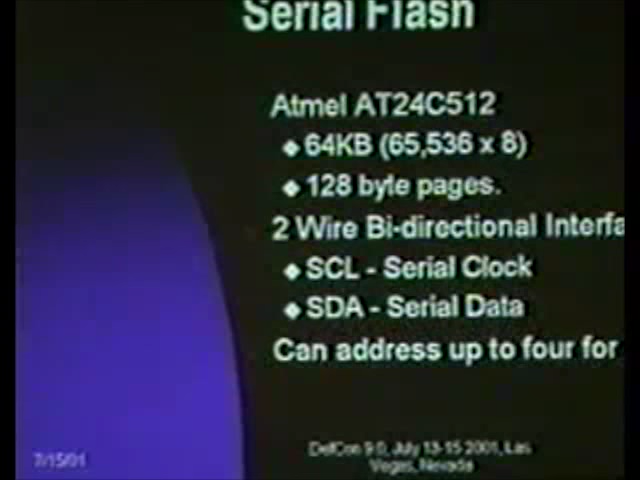 Serial Flash
Atmel AT24C512
◆ 64KB (65,536 x 8)
◆ 128 byte pages.
2 Wire Bi-directional Interfa
◆ SCL - Serial Clock
◆ SDA - Serial Data
Can address up to four for
7/15/01
DefCon 9.0, July 13-15 2001, Las
Vegas, Nevada